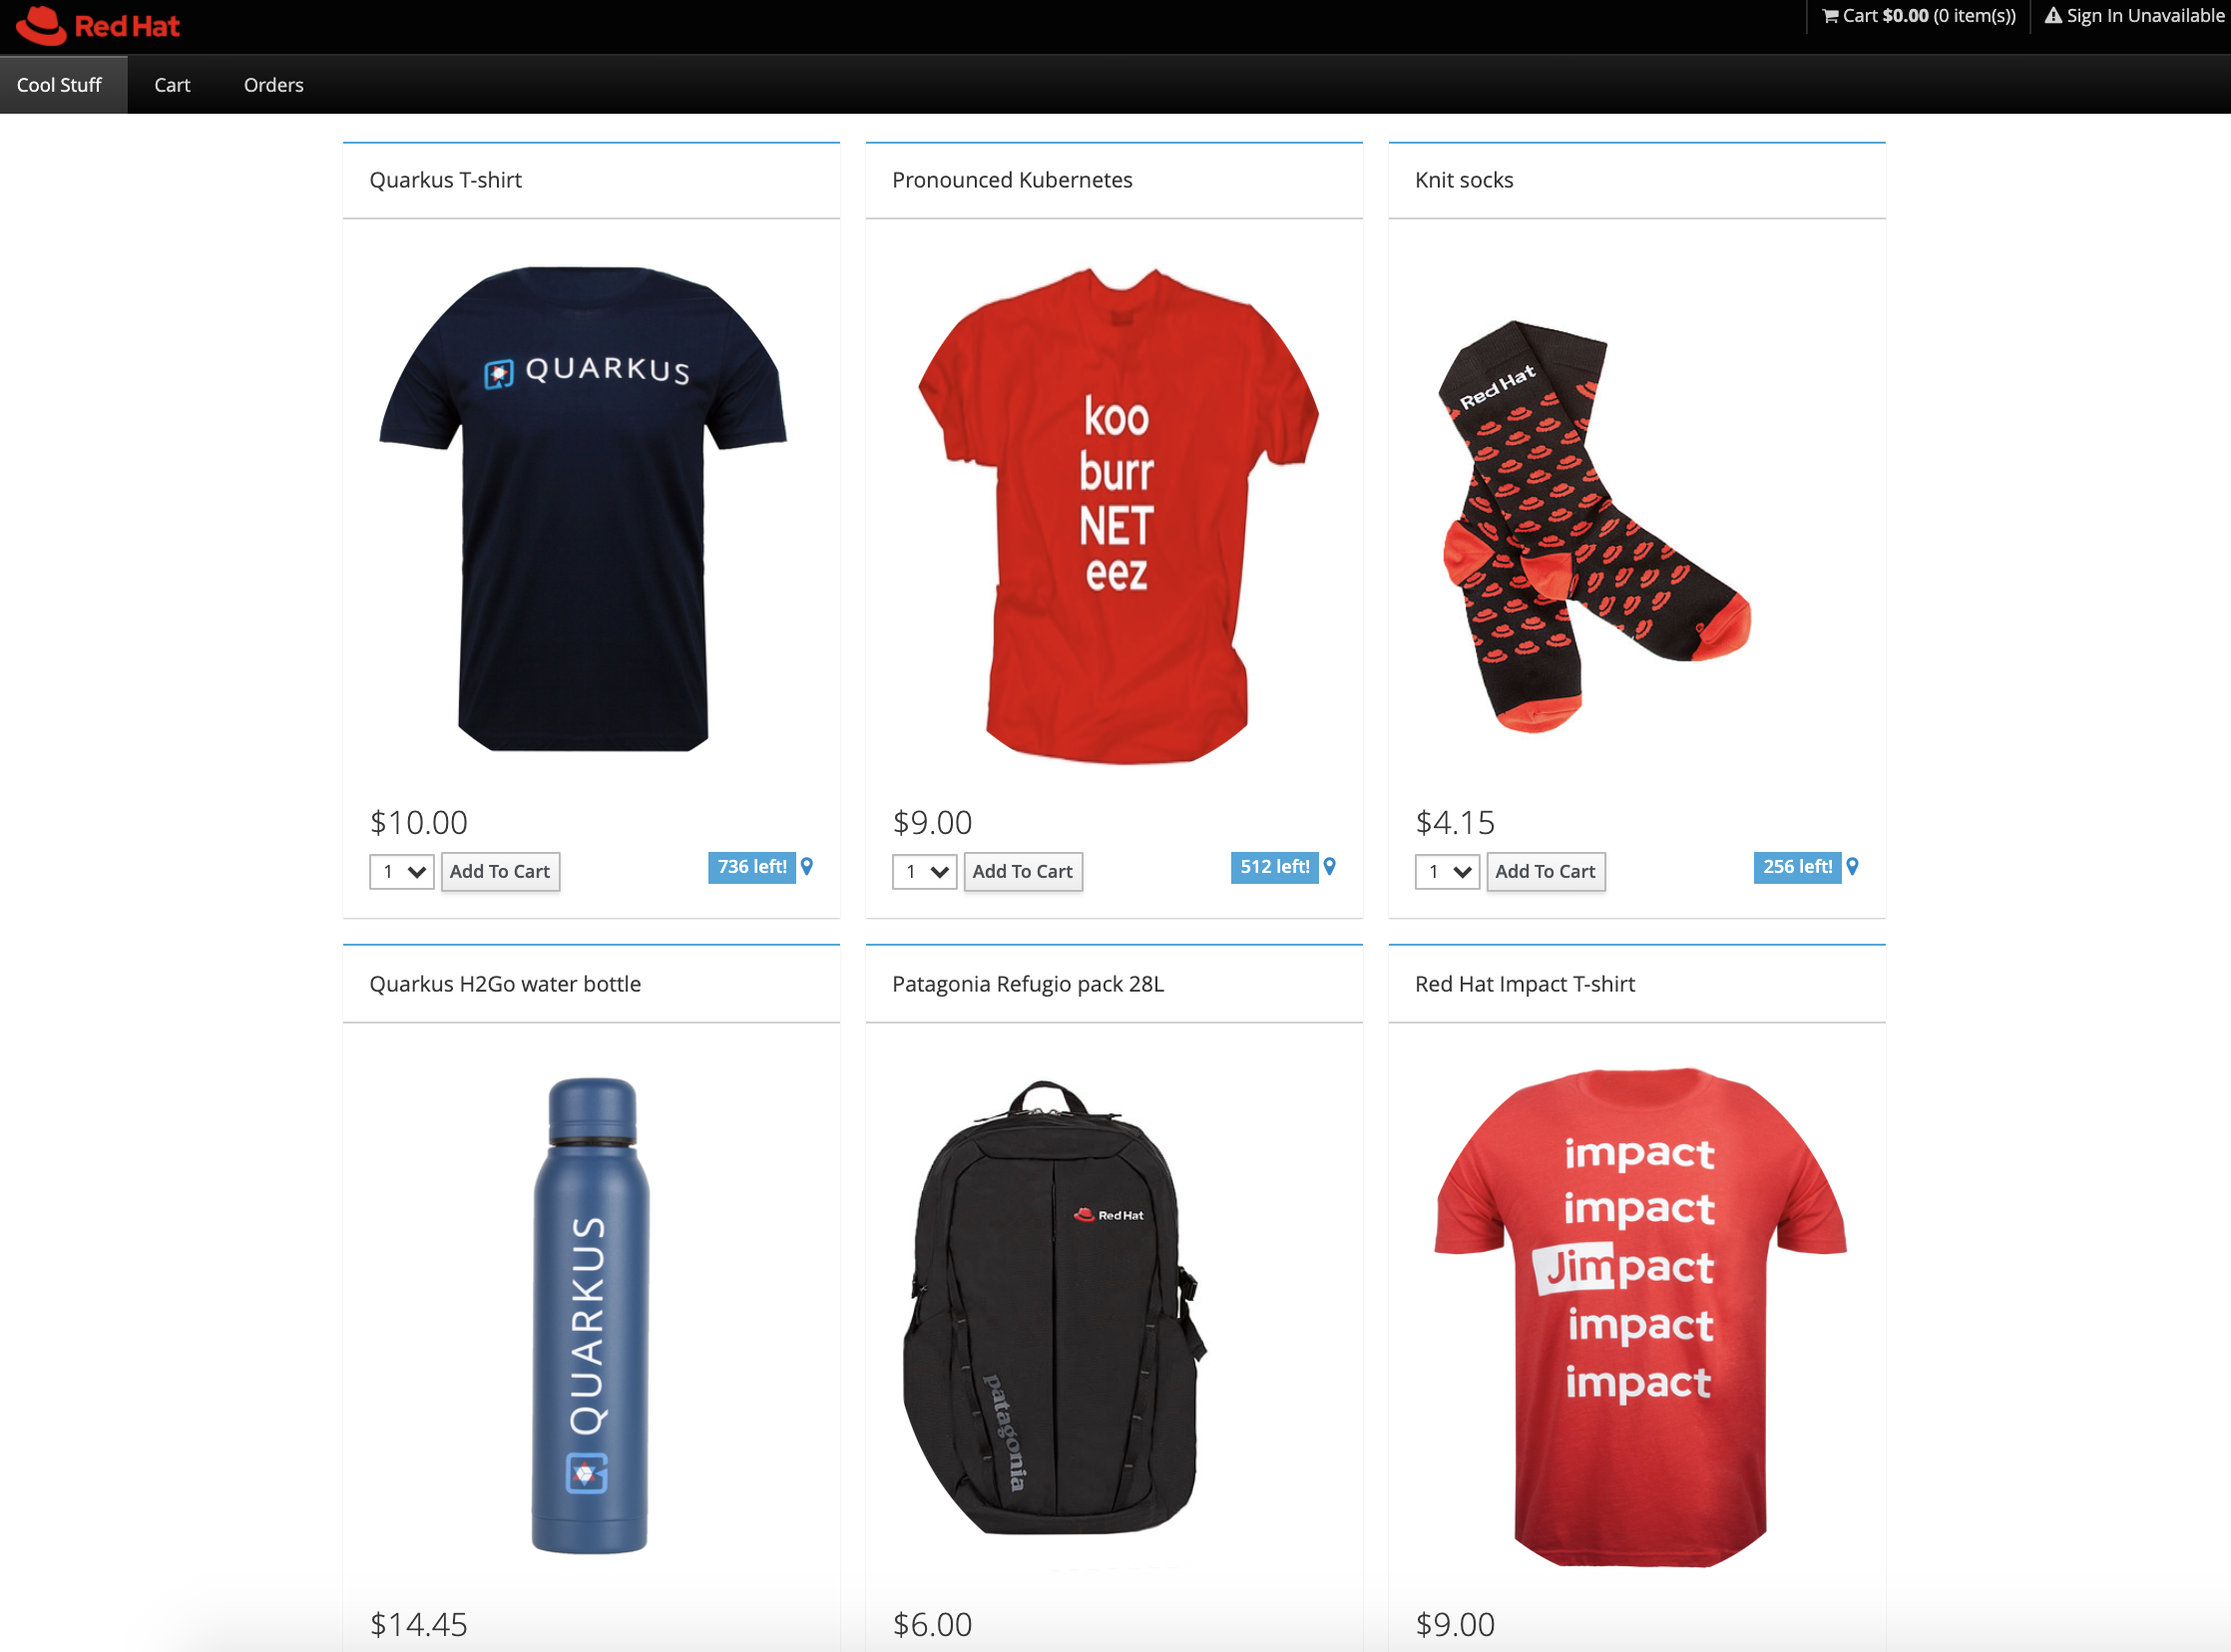 Red Hat
Cart $0.00 (0 item(s))
Sign In Unavailable
Cool Stuff
Cart
Orders
Quarkus T-shirt
Pronounced Kubernetes
Knit socks
QUARKUS
koo
burr
NET
eez
Red Hat
$10.00
$9.00
$4.15
1
Add To Cart
736 left!
1
Add To Cart
512 left!
1
Add To Cart
256 left!
Quarkus H2Go water bottle
Patagonia Refugio pack 28L
Red Hat Impact T-shirt
QUARKUS
Red Hat
patagonia
impact
impact
Jimpact
impact
impact
$14.45
$6.00
$9.00